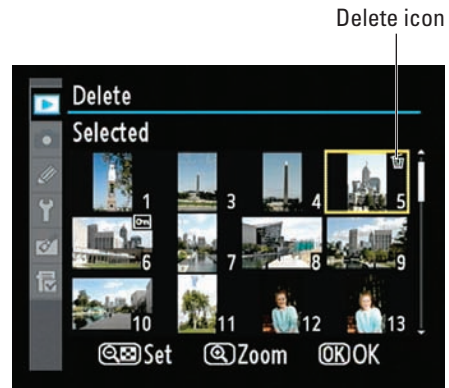 Delete icon
Delete
Selected
1 3 4 5
6 7 8 9
10 11 12 13
Set Zoom OK OK